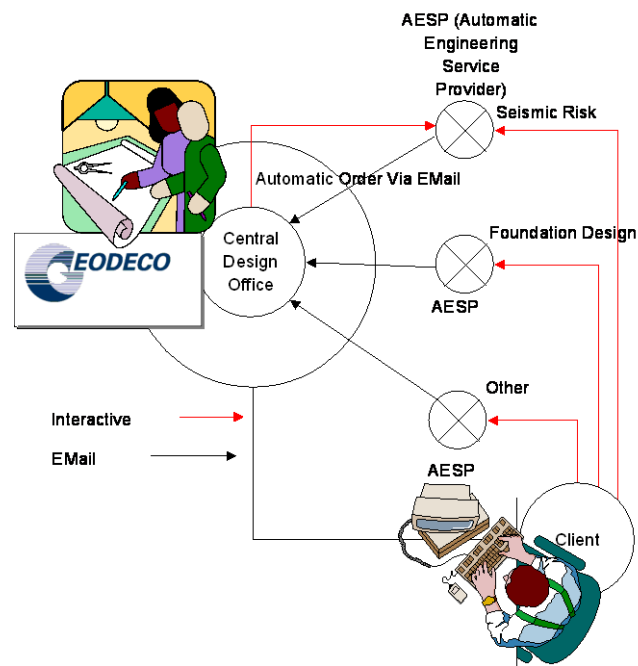 AESP (Automatic
Engineering
Service
Provider)
Seismic Risk
Automatic Order Via EMail
Central
Design
Office
GEODECO
Foundation Design
AESP
Other
Interactive
EMail
AESP
Client